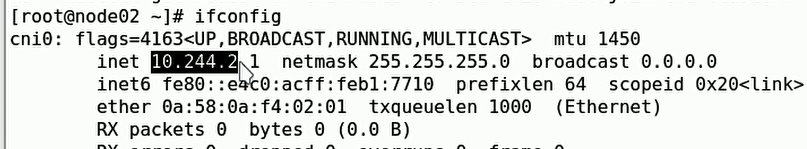 [root@node02 ~]# ifconfig
cni0: flags=4163<UP,BROADCAST,RUNNING,MULTICAST>  mtu 1450
inet 10.244.2.1  netmask 255.255.255.0  broadcast 0.0.0.0
inet6 fe80::e4c0:acff:feb1:7710  prefixlen 64  scopeid 0x20<link>
ether 0a:58:0a:f4:02:01  txqueuelen 1000  (Ethernet)
RX packets 0  bytes 0 (0.0 B)